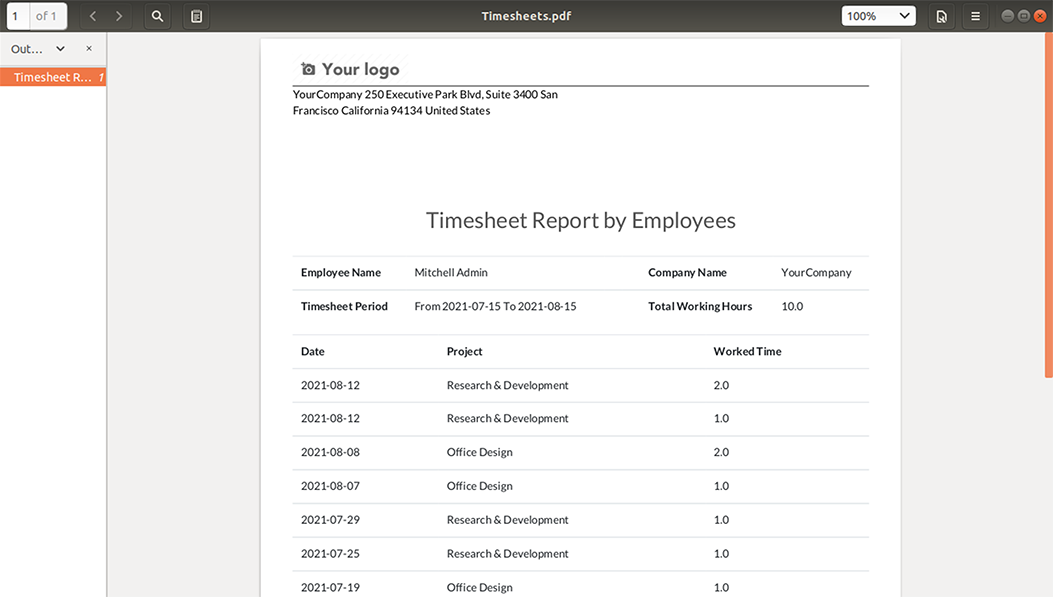 1 of 1 Timesheets.pdf 100%
Out... ×
Timesheet R... 1
Your logo
YourCompany 250 Executive Park Blvd, Suite 3400 San
Francisco California 94134 United States
Timesheet Report by Employees
Employee Name Mitchell Admin Company Name YourCompany
Timesheet Period From 2021-07-15 To 2021-08-15 Total Working Hours 10.0
Date Project Worked Time
2021-08-12 Research & Development 2.0
2021-08-12 Research & Development 1.0
2021-08-08 Office Design 2.0
2021-08-07 Office Design 1.0
2021-07-29 Research & Development 1.0
2021-07-25 Research & Development 1.0
2021-07-19 Office Design 1.0